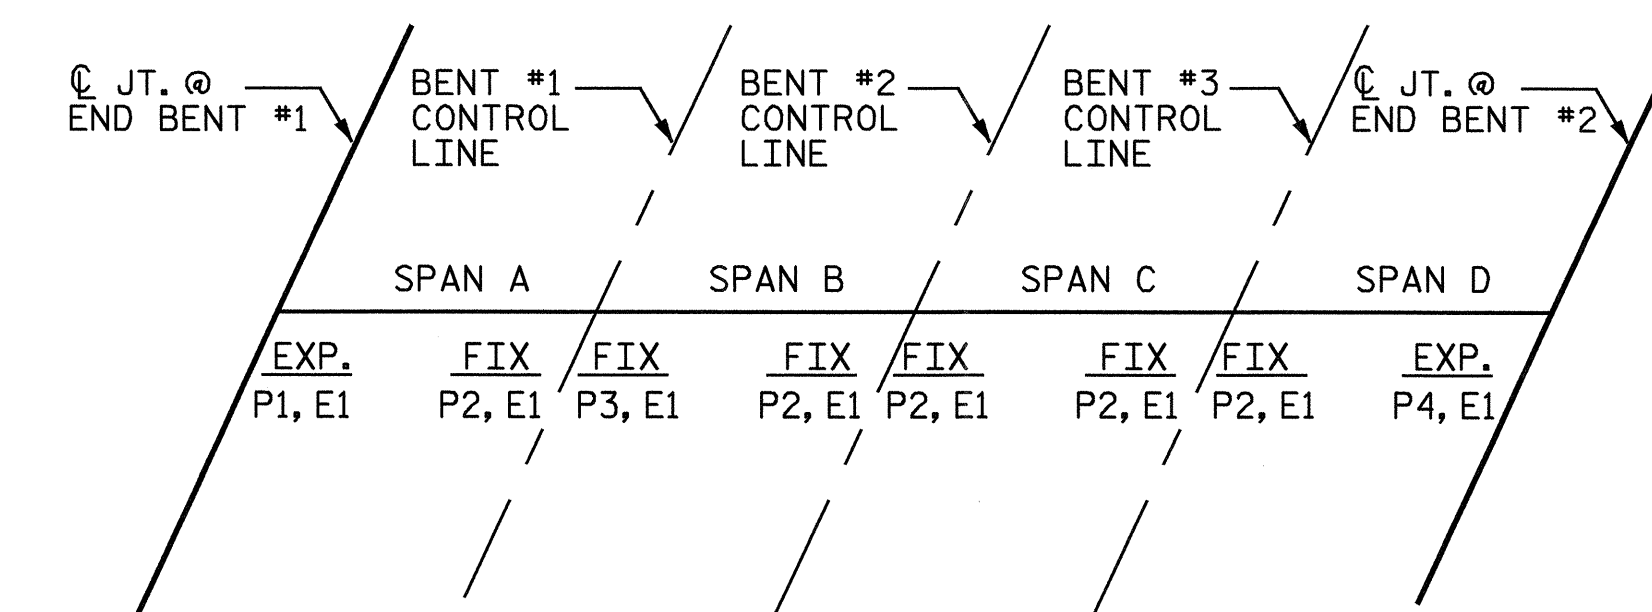 ℄ JT. @
END BENT #1
BENT #1
CONTROL
LINE
BENT #2
CONTROL
LINE
BENT #3
CONTROL
LINE
℄ JT. @
END BENT #2
SPAN A
SPAN B
SPAN C
SPAN D
EXP.
P1, E1
FIX
P2, E1
FIX
P3, E1
FIX
P2, E1
FIX
P2, E1
FIX
P2, E1
FIX
P2, E1
EXP.
P4, E1